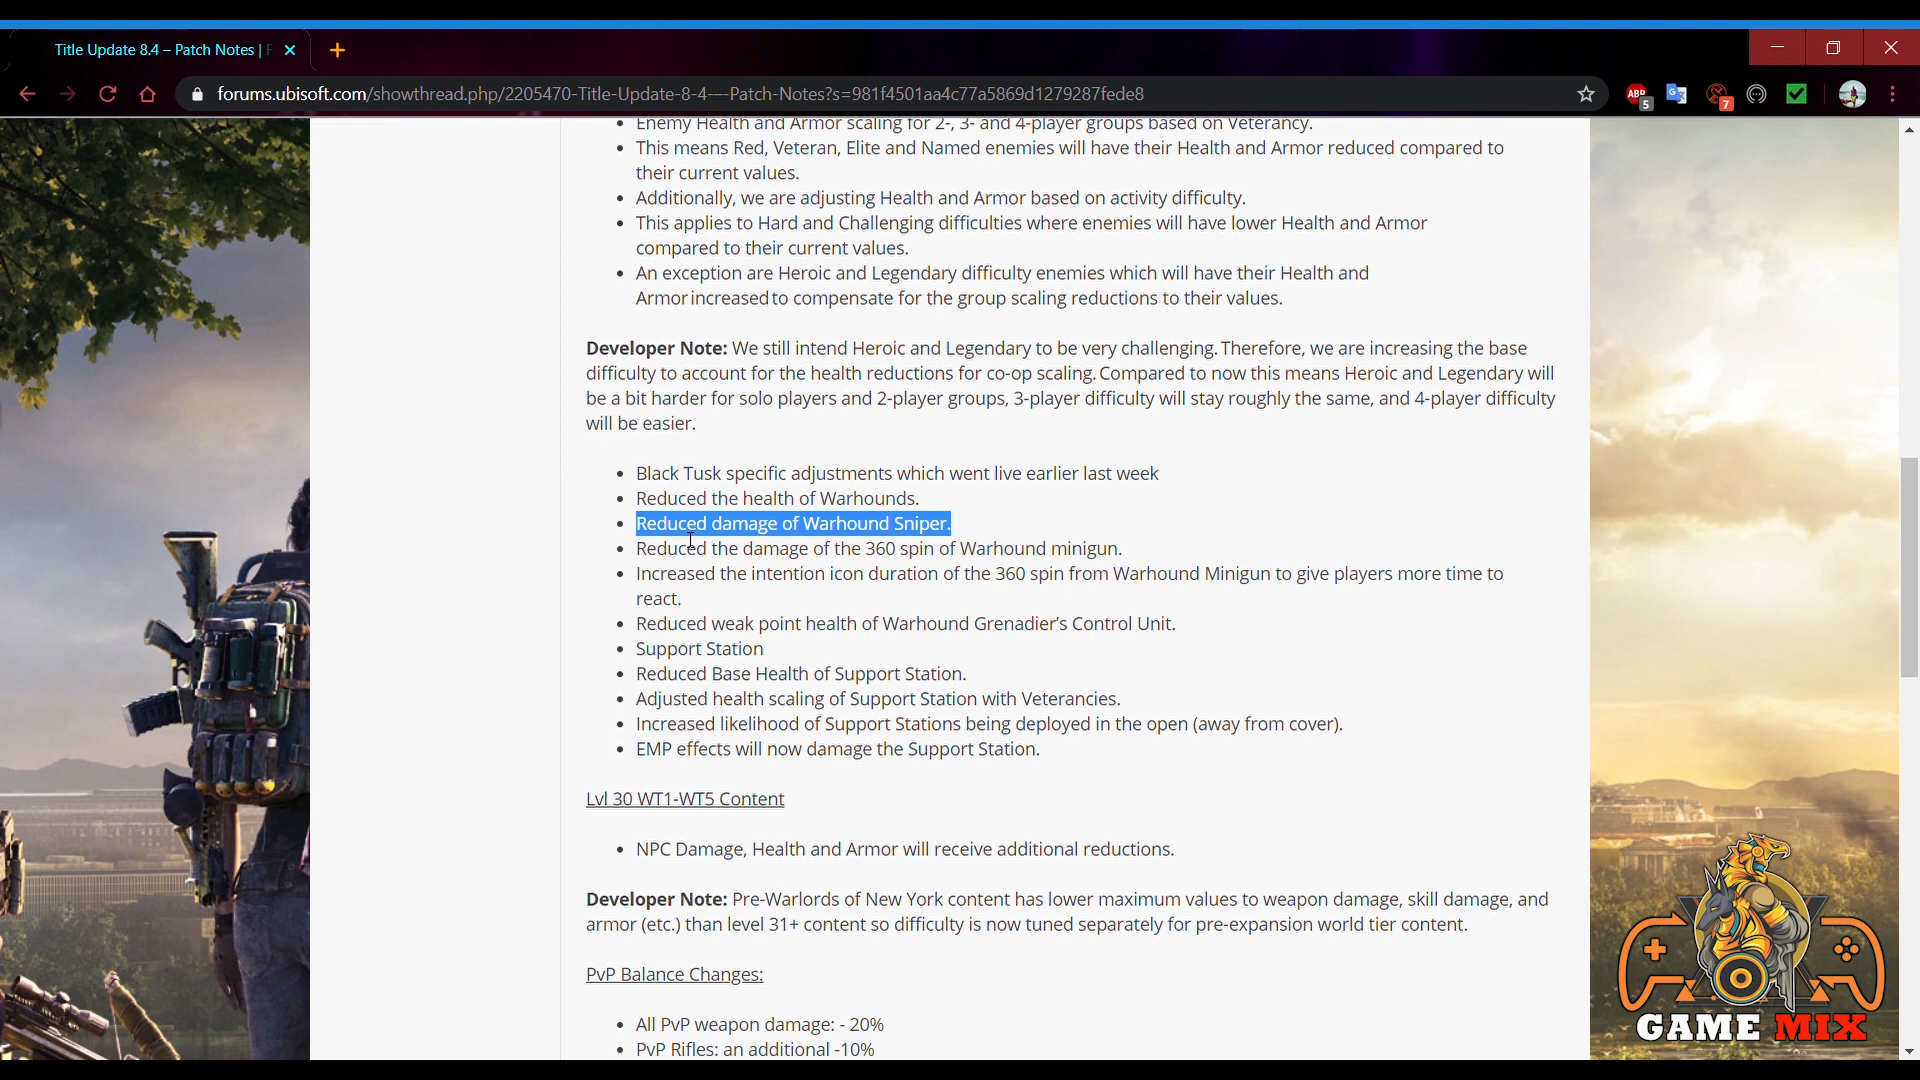 Title Update 8.4 – Patch Notes | F
forums.ubisoft.com/showthread.php/2205470-Title-Update-8-4-–-Patch-Notes?s=981f4501aa4c77a5869d1279287fede8
ABP
5
7
Enemy Health and Armor scaling for 2-, 3- and 4-player groups based on Veterancy.
This means Red, Veteran, Elite and Named enemies will have their Health and Armor reduced compared to
their current values.
Additionally, we are adjusting Health and Armor based on activity difficulty.
This applies to Hard and Challenging difficulties where enemies will have lower Health and Armor
compared to their current values.
An exception are Heroic and Legendary difficulty enemies which will have their Health and
Armor increased to compensate for the group scaling reductions to their values.
Developer Note: We still intend Heroic and Legendary to be very challenging. Therefore, we are increasing the base
difficulty to account for the health reductions for co-op scaling. Compared to now this means Heroic and Legendary will
be a bit harder for solo players and 2-player groups, 3-player difficulty will stay roughly the same, and 4-player difficulty
will be easier.
Black Tusk specific adjustments which went live earlier last week
Reduced the health of Warhounds.
Reduced damage of Warhound Sniper.
Reduced the damage of the 360 spin of Warhound minigun.
Increased the intention icon duration of the 360 spin from Warhound Minigun to give players more time to
react.
Reduced weak point health of Warhound Grenadier’s Control Unit.
Support Station
Reduced Base Health of Support Station.
Adjusted health scaling of Support Station with Veterancies.
Increased likelihood of Support Stations being deployed in the open (away from cover).
EMP effects will now damage the Support Station.
Lvl 30 WT1-WT5 Content
NPC Damage, Health and Armor will receive additional reductions.
Developer Note: Pre-Warlords of New York content has lower maximum values to weapon damage, skill damage, and
armor (etc.) than level 31+ content so difficulty is now tuned separately for pre-expansion world tier content.
PvP Balance Changes:
All PvP weapon damage: - 20%
PvP Rifles: an additional -10%
GAME MIX